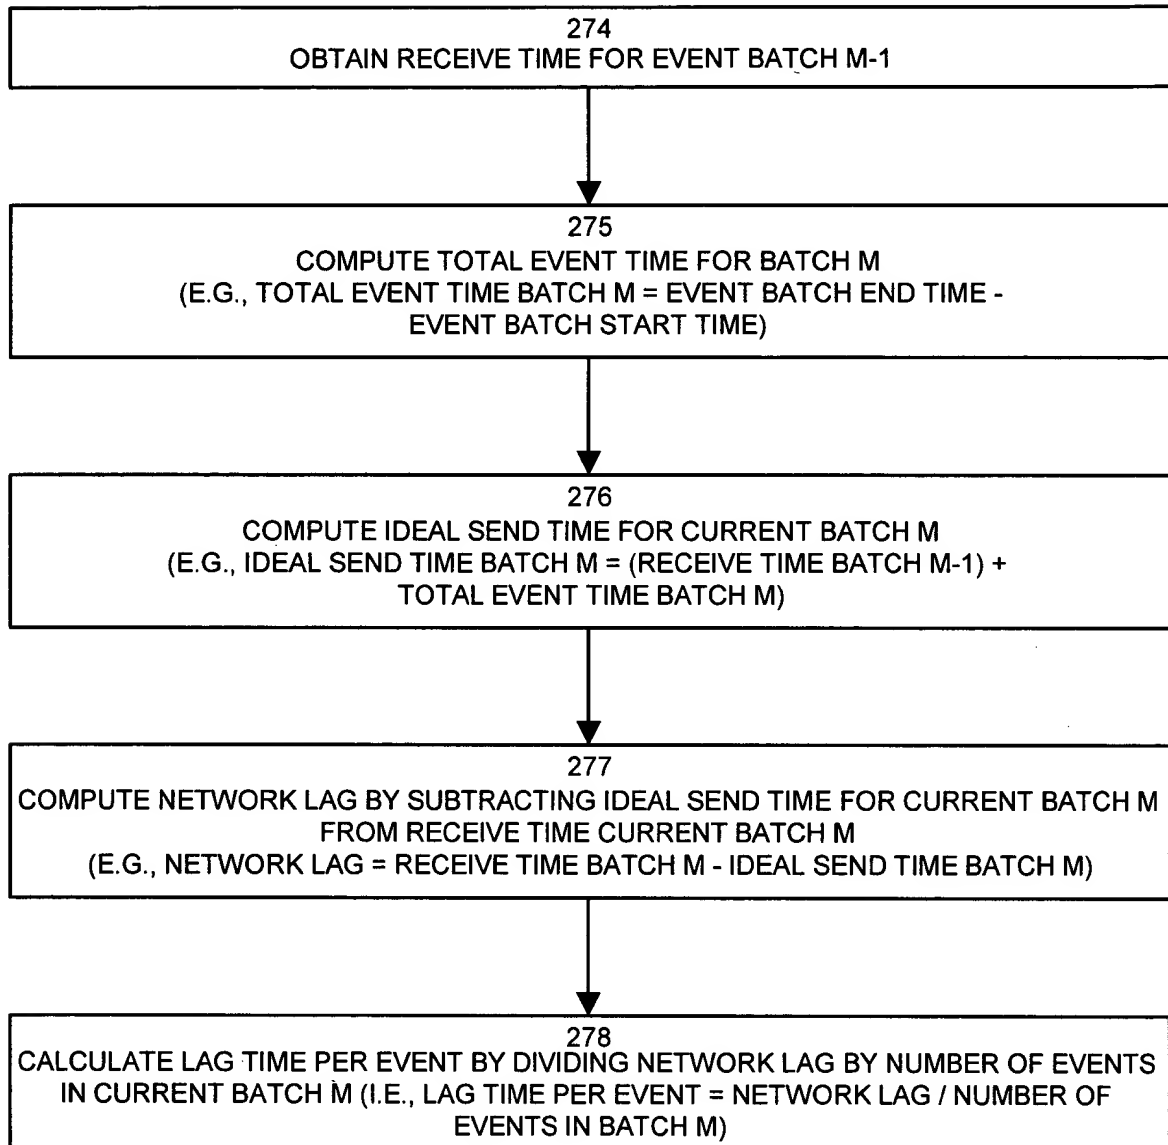 274
OBTAIN RECEIVE TIME FOR EVENT BATCH M-1
275
COMPUTE TOTAL EVENT TIME FOR BATCH M
(E.G., TOTAL EVENT TIME BATCH M = EVENT BATCH END TIME -
EVENT BATCH START TIME)
276
COMPUTE IDEAL SEND TIME FOR CURRENT BATCH M
(E.G., IDEAL SEND TIME BATCH M = (RECEIVE TIME BATCH M-1) +
TOTAL EVENT TIME BATCH M)
277
COMPUTE NETWORK LAG BY SUBTRACTING IDEAL SEND TIME FOR CURRENT BATCH M
FROM RECEIVE TIME CURRENT BATCH M
(E.G., NETWORK LAG = RECEIVE TIME BATCH M - IDEAL SEND TIME BATCH M)
278
CALCULATE LAG TIME PER EVENT BY DIVIDING NETWORK LAG BY NUMBER OF EVENTS
IN CURRENT BATCH M (I.E., LAG TIME PER EVENT = NETWORK LAG / NUMBER OF
EVENTS IN BATCH M)